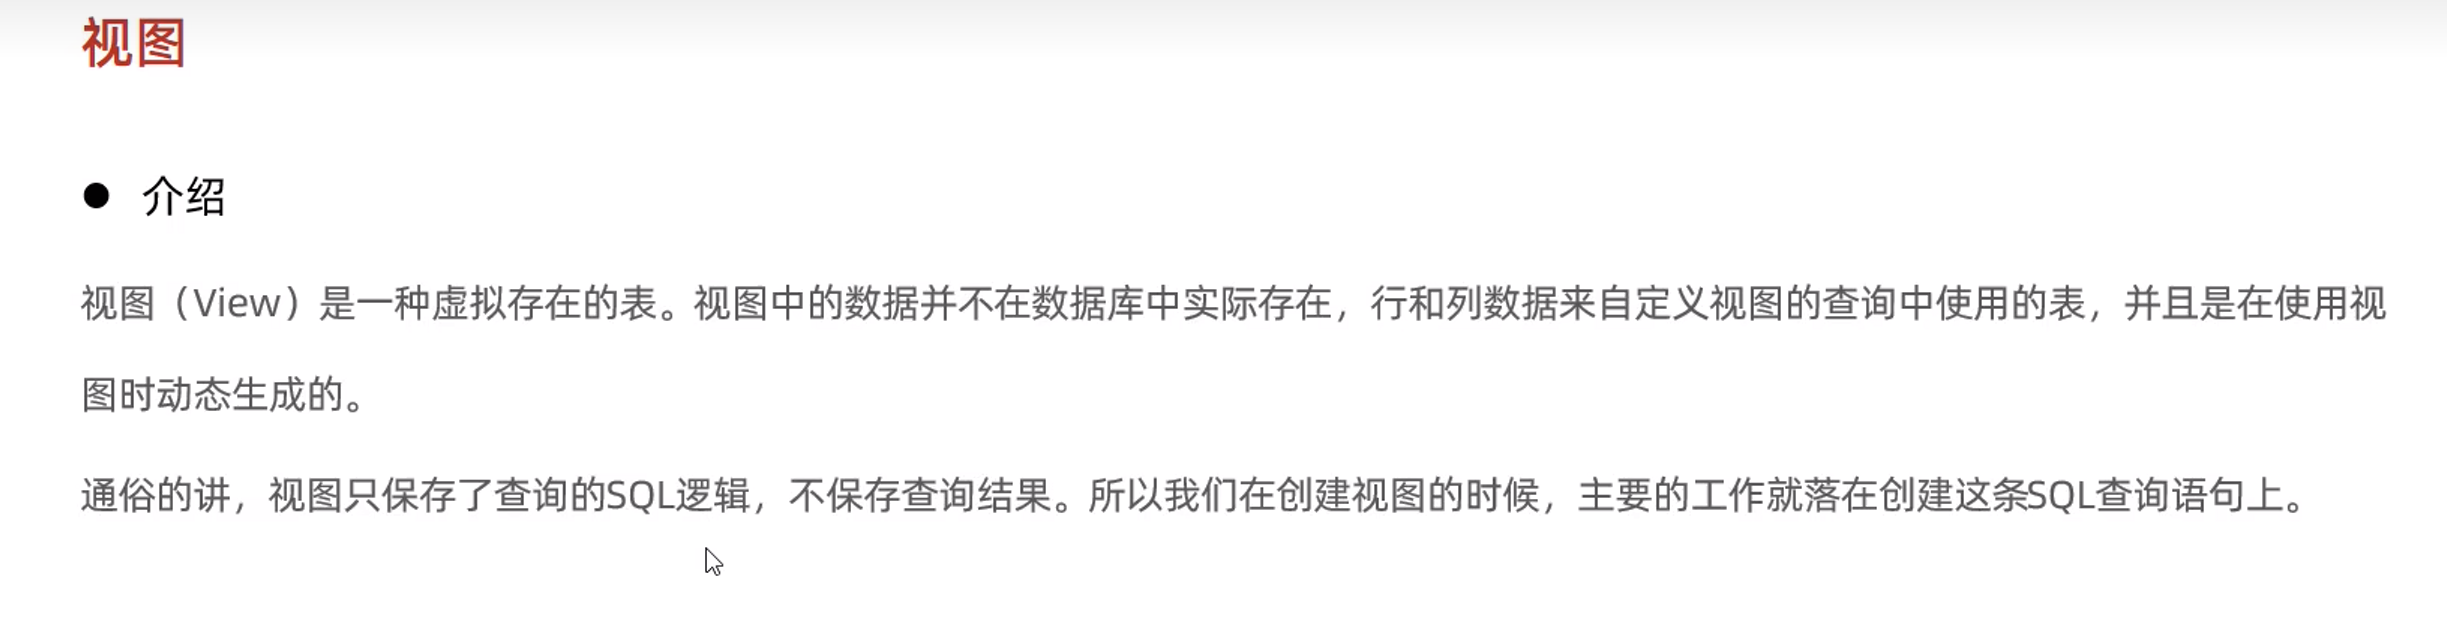 视图
● 介绍
视图（View）是一种虚拟存在的表。视图中的数据并不在数据库中实际存在，行和列数据来自定义视图的查询中使用的表，并且是在使用视
图时动态生成的。
通俗的讲，视图只保存了查询的SQL逻辑，不保存查询结果。所以我们在创建视图的时候，主要的工作就落在创建这条SQL查询语句上。